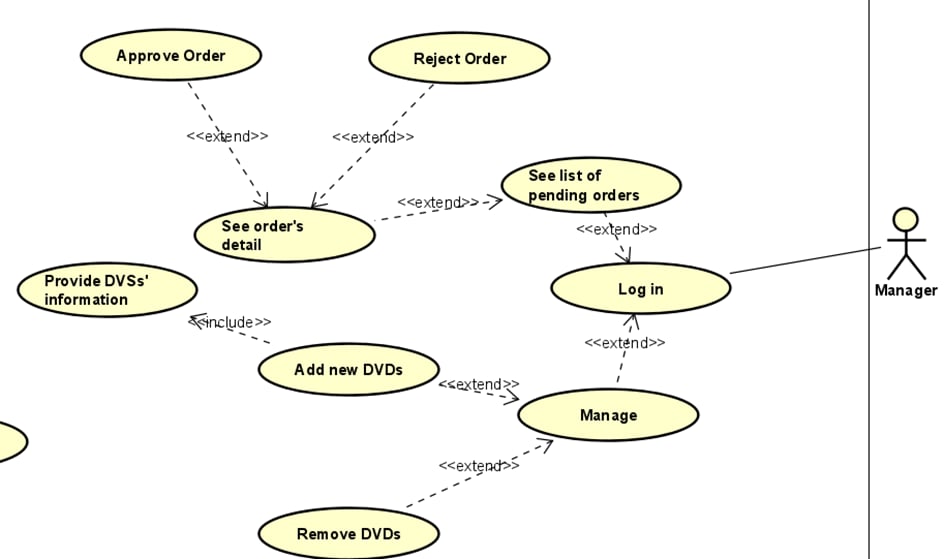 Approve Order
Reject Order
<<extend>>
<<extend>>
See list of
pending orders
<<extend>>
See order's
detail
<<extend>>
Provide DVSs'
information
Log in
Manager
<<include>>
<<extend>>
Add new DVDs
<<extend>>
Manage
<<extend>>
Remove DVDs